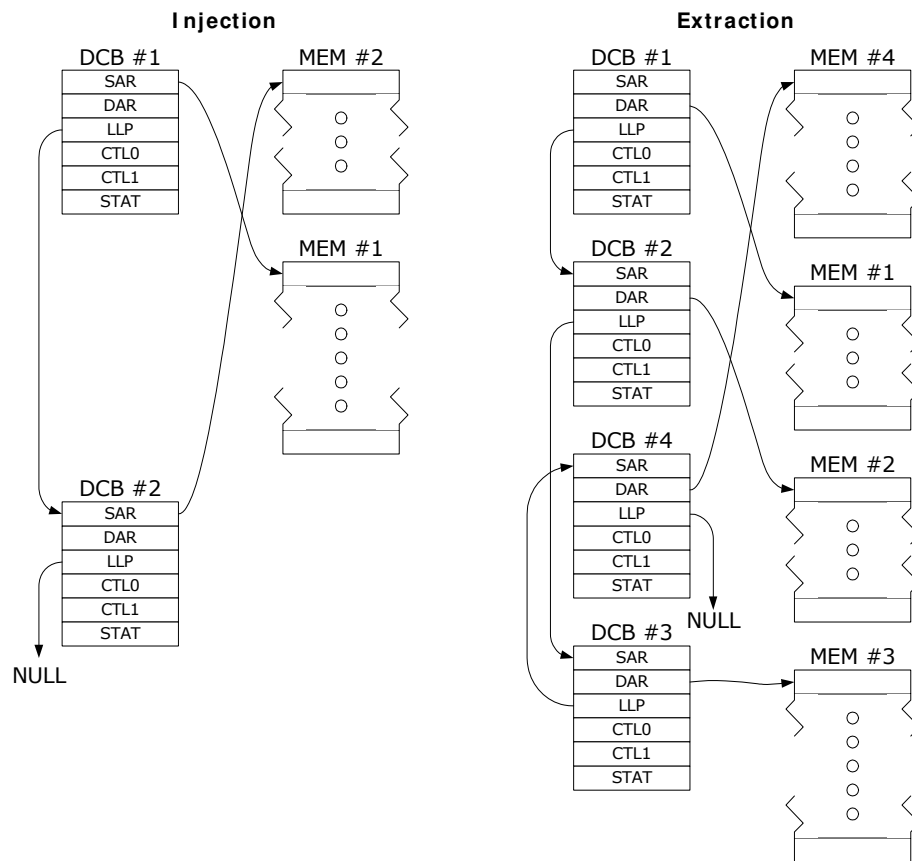 Injection
DCB #1
SAR
DAR
LLP
CTL0
CTL1
STAT
MEM #2
MEM #1
DCB #2
SAR
DAR
LLP
CTL0
CTL1
STAT
NULL
Extraction
DCB #1
SAR
DAR
LLP
CTL0
CTL1
STAT
MEM #4
DCB #2
SAR
DAR
LLP
CTL0
CTL1
STAT
MEM #1
DCB #4
SAR
DAR
LLP
CTL0
CTL1
STAT
NULL
MEM #2
DCB #3
SAR
DAR
LLP
CTL0
CTL1
STAT
MEM #3